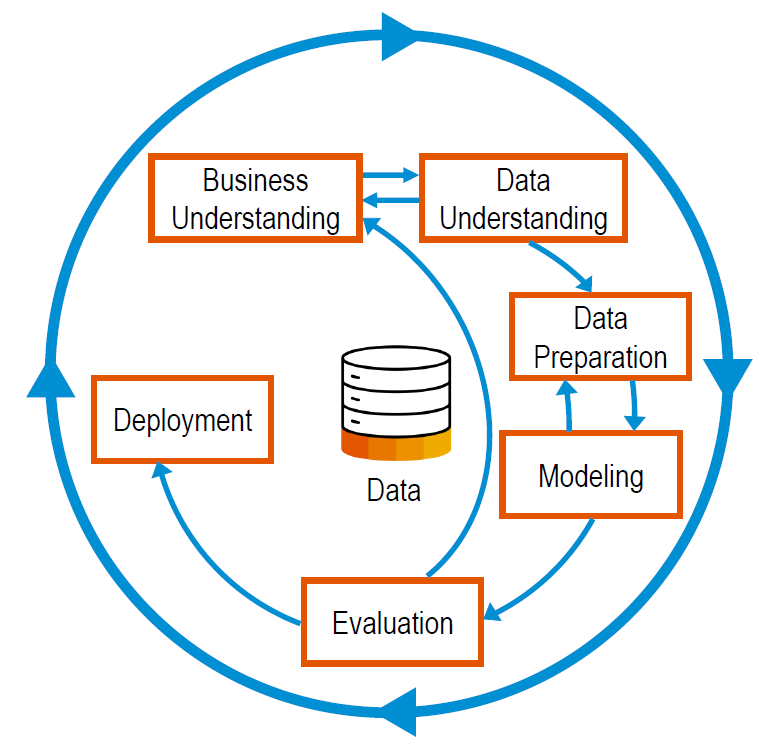 Business
Understanding
Data
Understanding
Data
Preparation
Modeling
Evaluation
Deployment
Data